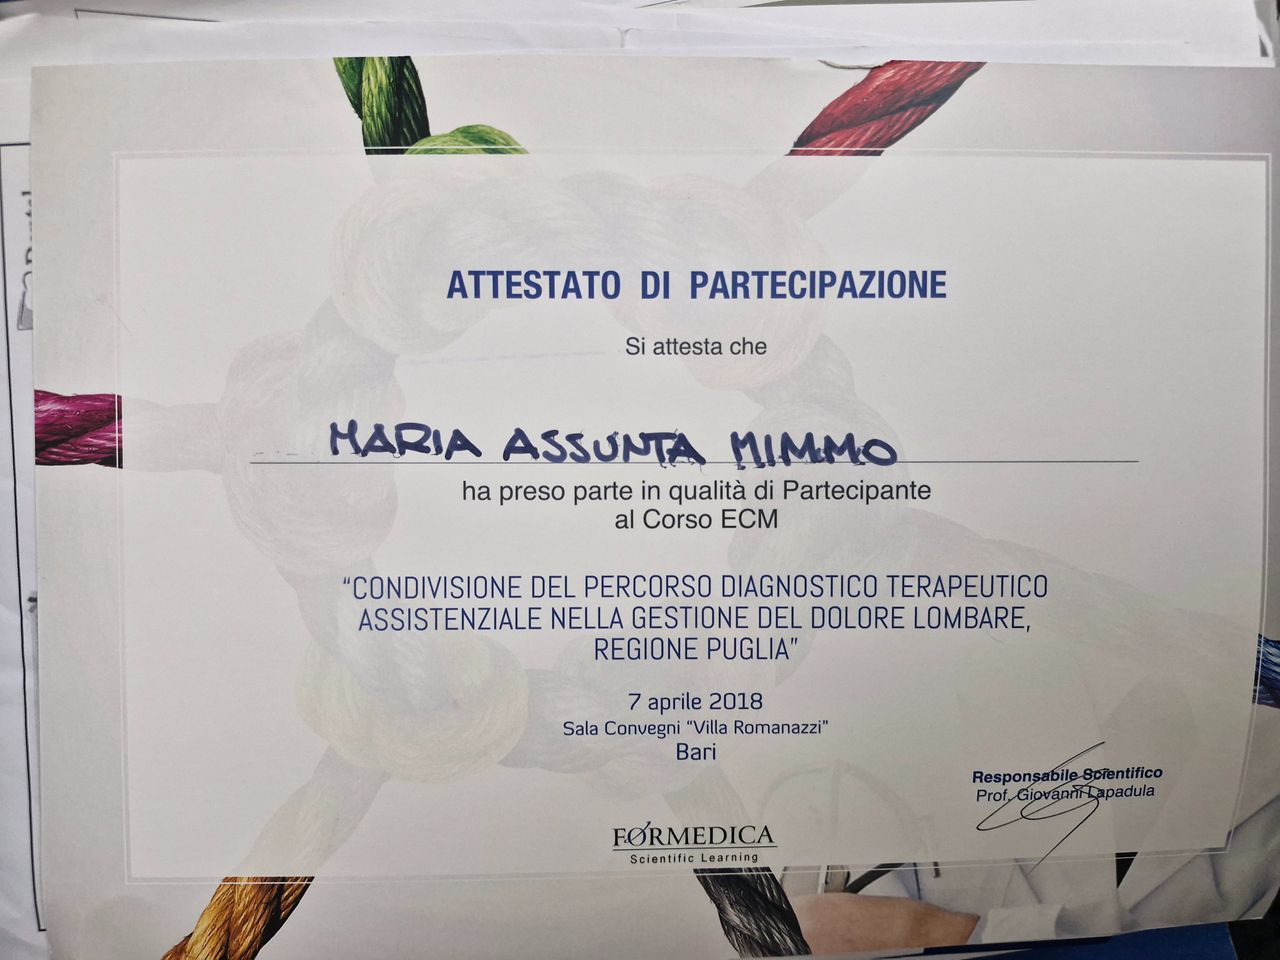 ATTESTATO DI PARTECIPAZIONE
Si attesta che
MARIA ASSUNTA MIMMO
ha preso parte in qualità di Partecipante
al Corso ECM
“CONDIVISIONE DEL PERCORSO DIAGNOSTICO TERAPEUTICO
ASSISTENZIALE NELLA GESTIONE DEL DOLORE LOMBARE,
REGIONE PUGLIA”
7 aprile 2018
Sala Convegni “Villa Romanazzi”
Bari
Responsabile Scientifico
Prof. Giovanni Lapadula
FORMEDICA
Scientific Learning